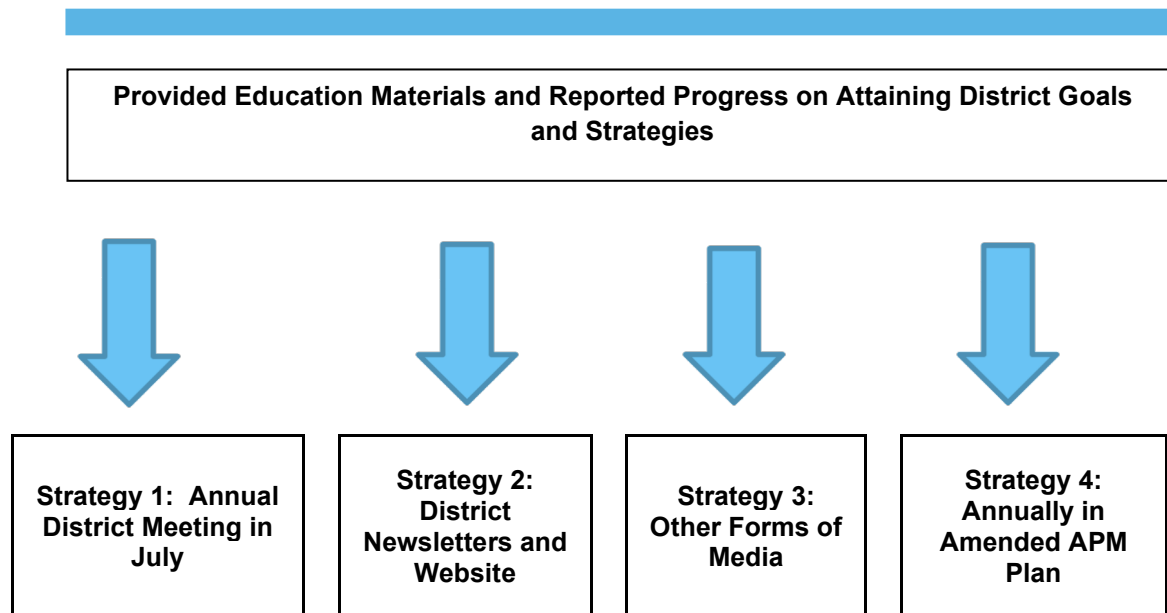 Provided Education Materials and Reported Progress on Attaining District Goals
and Strategies
Strategy 1: Annual
District Meeting in
July
Strategy 2:
District
Newsletters and
Website
Strategy 3:
Other Forms of
Media
Strategy 4:
Annually in
Amended APM
Plan